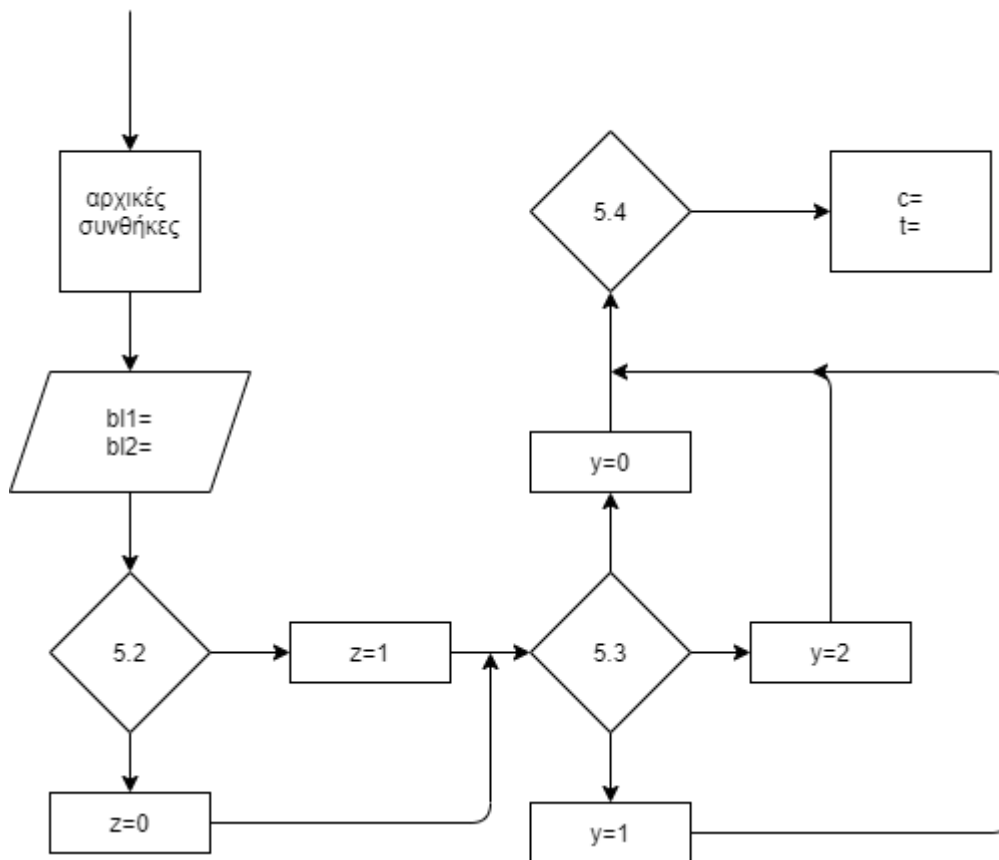 αρχικές
συνθήκες
bl1=
bl2=
5.2
z=1
z=0
5.3
y=0
y=2
y=1
5.4
c=
t=